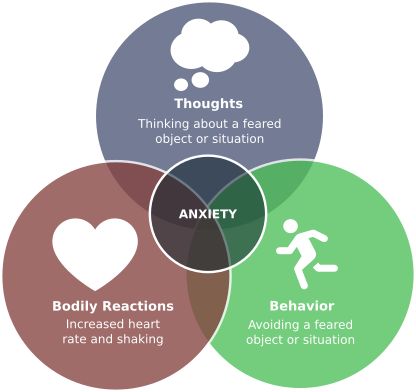 Thoughts
Thinking about a feared
object or situation
ANXIETY
Bodily Reactions
Increased heart
rate and shaking
Behavior
Avoiding a feared
object or situation